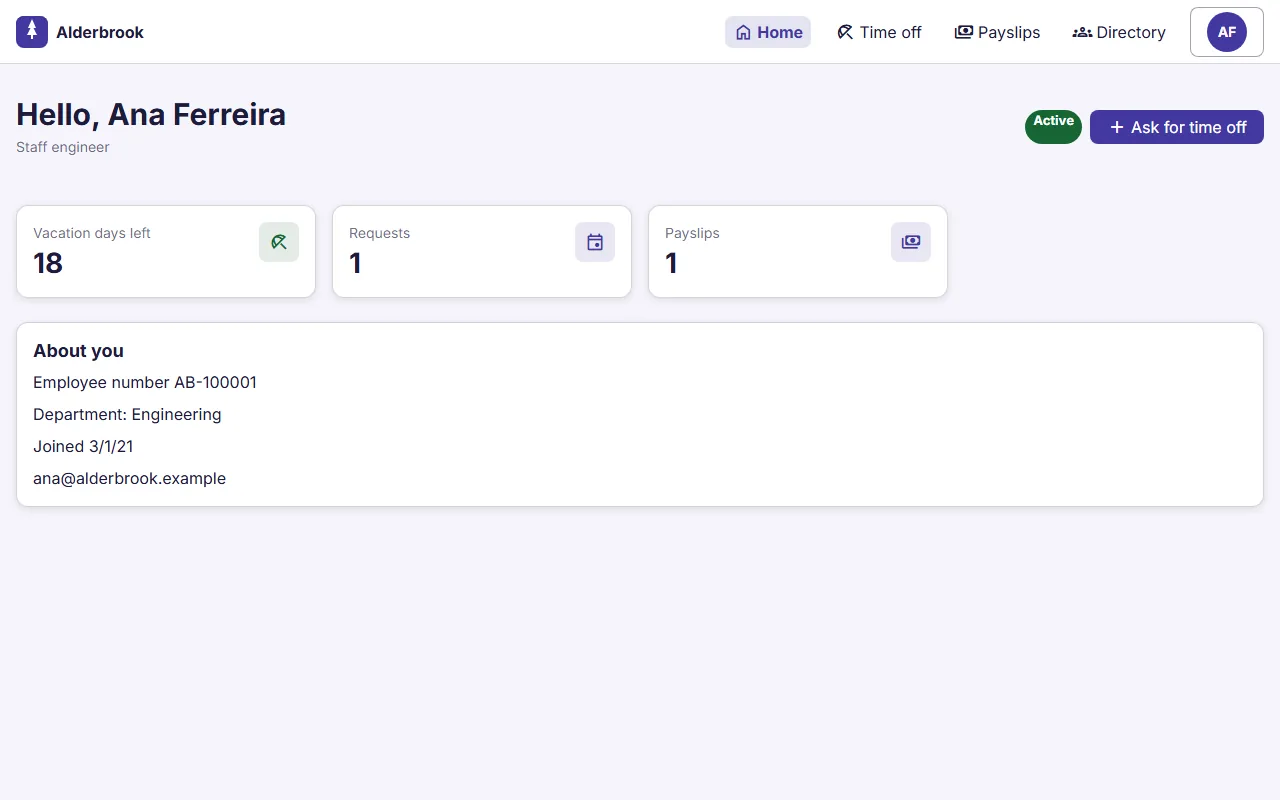 Alderbrook
Home
Time off
Payslips
Directory
AF
Hello, Ana Ferreira
Staff engineer
Active
Ask for time off
Vacation days left
18
Requests
1
Payslips
1
About you
Employee number AB-100001
Department: Engineering
Joined 3/1/21
ana@alderbrook.example